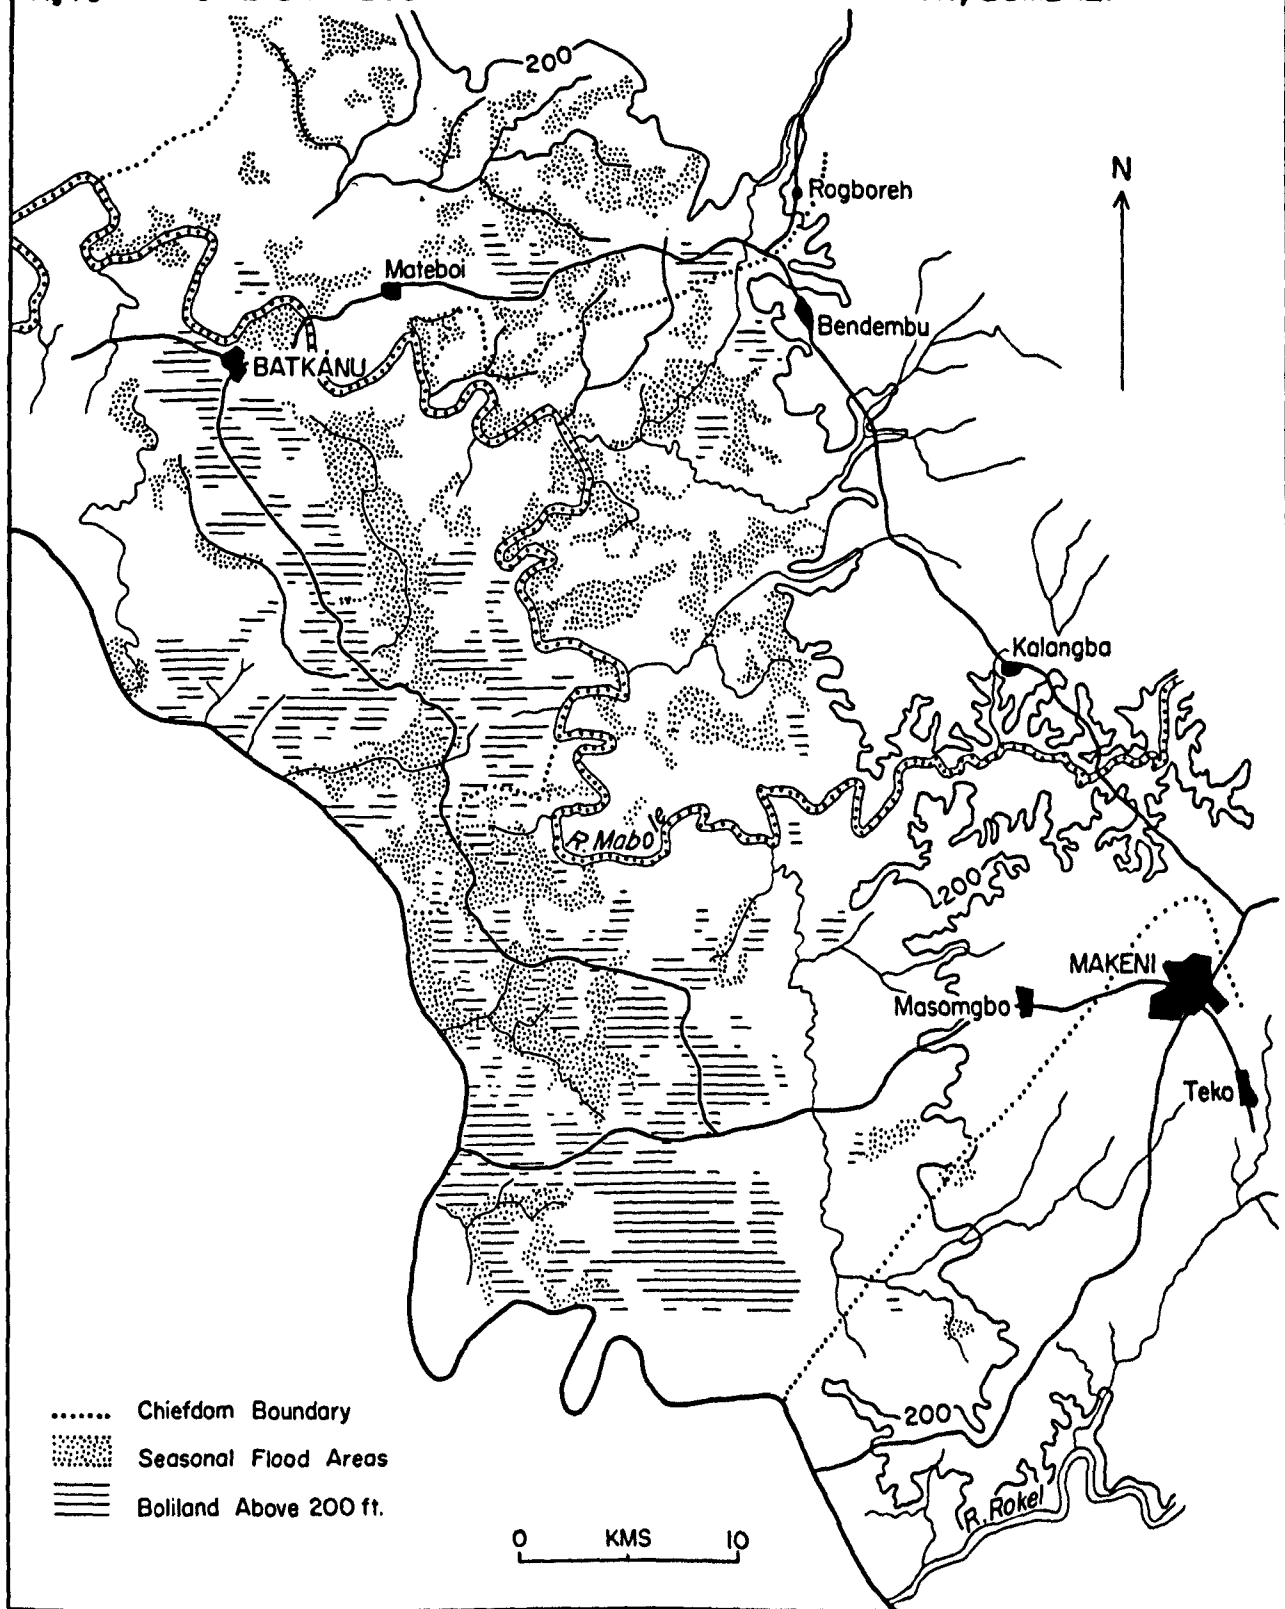 200
N
Rogboreh
Mateboi
Bendembu
BATKANU
Kalangba
R Mabole
200
MAKENI
Masomgbo
Teko
200
R. Rokel
Chiefdom Boundary
Seasonal Flood Areas
Boliland Above 200 ft.
0 KMS 10